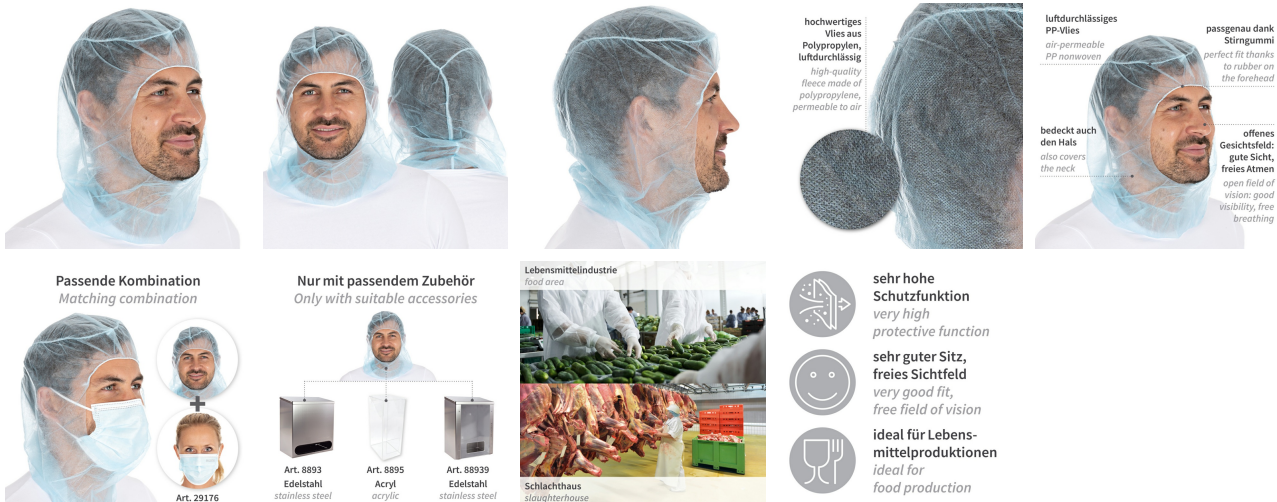 hochwertiges
Vlies aus
Polypropylen,
luftdurchlässig
high-quality
fleece made of
polypropylene,
permeable to air
luftdurchlässiges
PP-Vlies
air-permeable
PP nonwoven
passgenau dank
Stirngummi
perfect fit thanks
to rubber on
the forehead
bedeckt auch
den Hals
also covers
the neck
offenes
Gesichtsfeld:
gute Sicht,
freies Atmen
open field of
vision: good
visibility, free
breathing
Passende Kombination
Matching combination
Art. 29176
Nur mit passendem Zubehör
Only with suitable accessories
Art. 8893
Edelstahl
stainless steel
Art. 8895
Acryl
acrylic
Art. 88939
Edelstahl
stainless steel
Lebensmittelindustrie
food area
Schlachthaus
slaughterhouse
sehr hohe
Schutzfunktion
very high
protective function
sehr guter Sitz,
freies Sichtfeld
very good fit,
free field of vision
ideal für Lebens-
mittelproduktionen
ideal for
food production